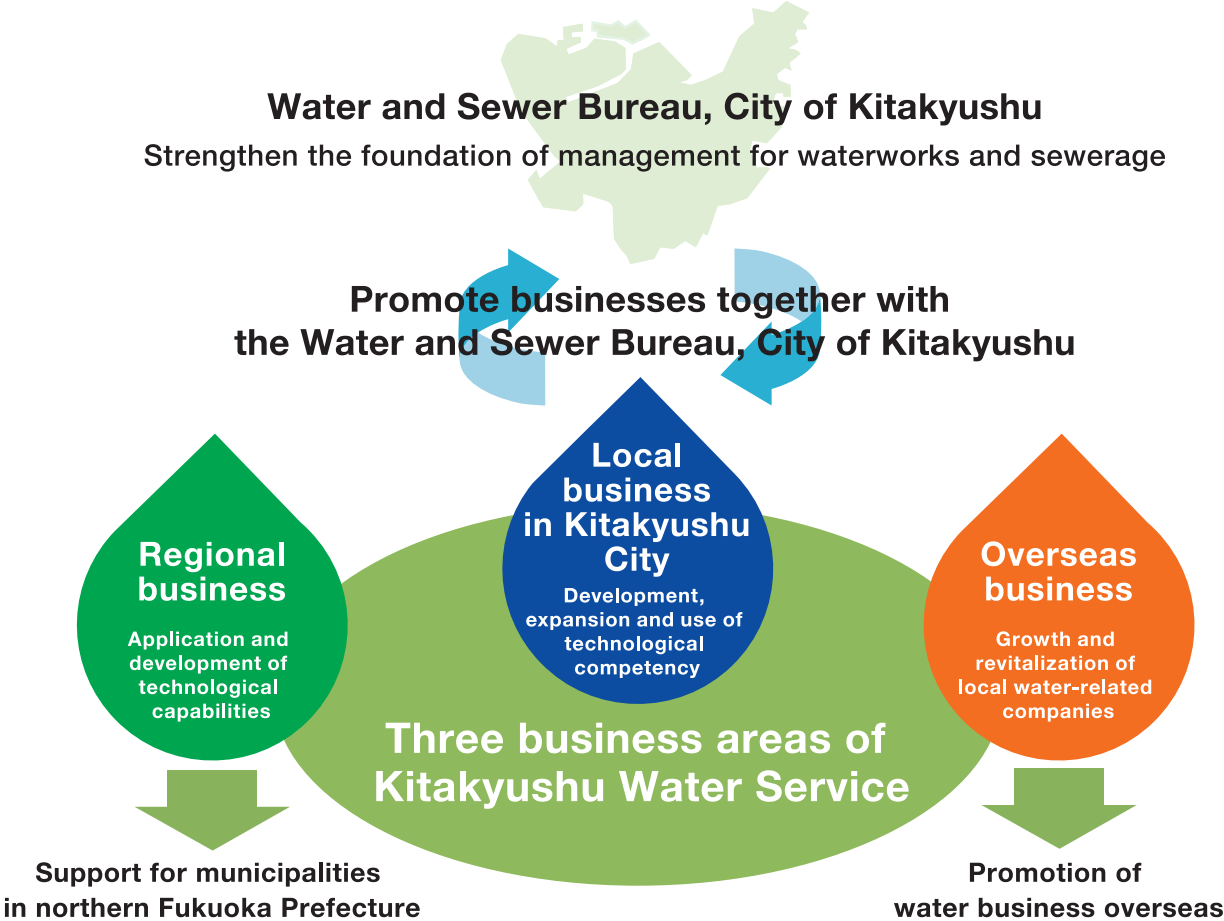 Water and Sewer Bureau, City of Kitakyushu
Strengthen the foundation of management for waterworks and sewerage
Promote businesses together with
the Water and Sewer Bureau, City of Kitakyushu
Regional
business
Application and
development of
technological
capabilities
Local
business
in Kitakyushu
City
Development,
expansion and use of
technological
competency
Overseas
business
Growth and
revitalization of
local water-related
companies
Three business areas of
Kitakyushu Water Service
Support for municipalities
in northern Fukuoka Prefecture
Promotion of
water business overseas